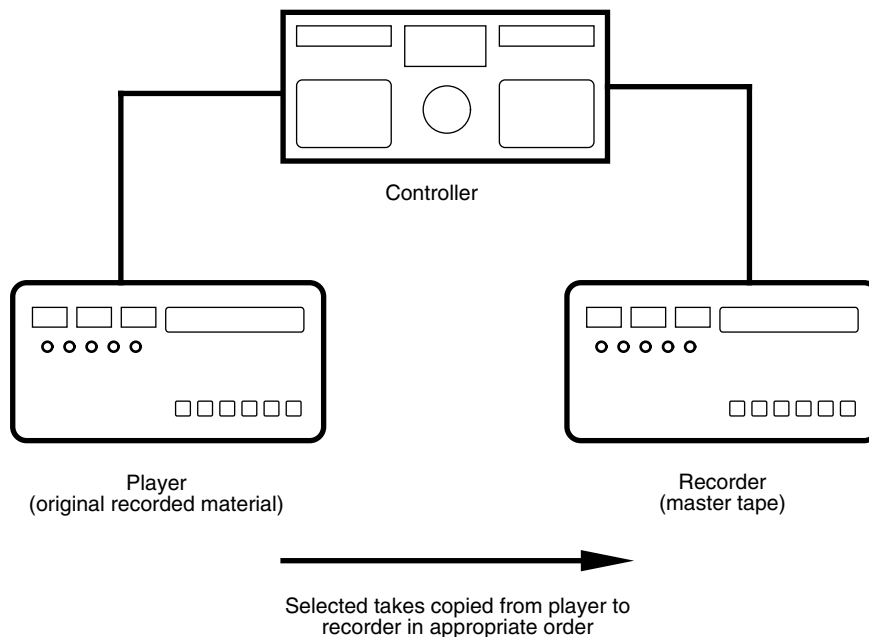 Controller
Player
(original recorded material)
Recorder
(master tape)
Selected takes copied from player to
recorder in appropriate order